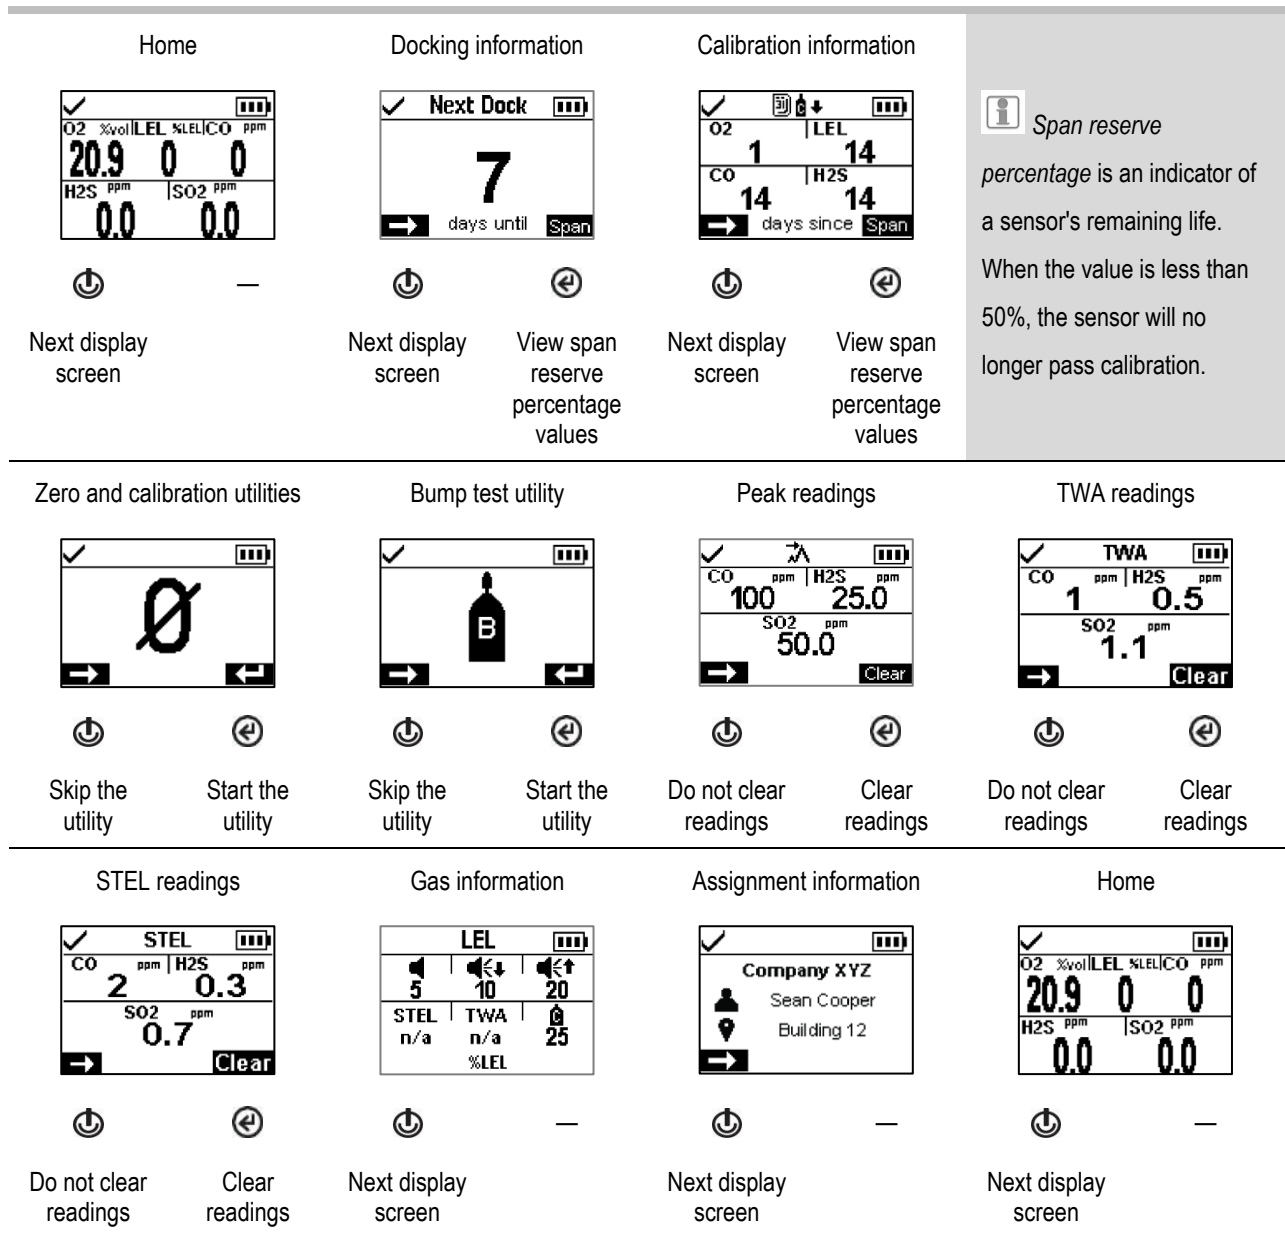 Home
Docking information
Calibration information
O2 %vol LEL %LEL CO ppm
20.9 0 0
H2S ppm SO2 ppm
0.0 0.0
Next Dock
7
days until Span
O2 LEL
1 14
CO H2S
14 14
days since Span
Next display
screen
Next display
screen
View span
reserve
percentage
values
Next display
screen
View span
reserve
percentage
values
Span reserve
percentage is an indicator of
a sensor's remaining life.
When the value is less than
50%, the sensor will no
longer pass calibration.
Zero and calibration utilities
Bump test utility
Peak readings
TWA readings
0
B
CO ppm H2S ppm
100 25.0
SO2 ppm
50.0
Clear
TWA
CO ppm H2S ppm
1 0.5
SO2 ppm
1.1
Clear
Skip the
utility
Start the
utility
Skip the
utility
Start the
utility
Do not clear
readings
Clear
readings
Do not clear
readings
Clear
readings
STEL readings
Gas information
Assignment information
Home
STEL
CO ppm H2S ppm
2 0.3
SO2 ppm
0.7
Clear
LEL
5 10 20
STEL TWA
n/a n/a 25
%LEL
Company XYZ
Sean Cooper
Building 12
O2 %vol LEL %LEL CO ppm
20.9 0 0
H2S ppm SO2 ppm
0.0 0.0
Do not clear
readings
Clear
readings
Next display
screen
Next display
screen
Next display
screen